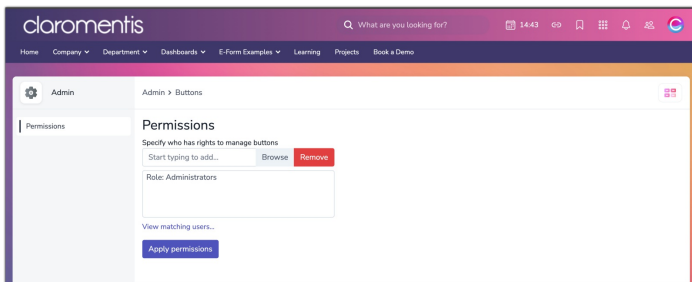 claromentis
What are you looking for?
14:43
Home Company Department Dashboards E-Form Examples Learning Projects Book a Demo
Admin
Admin > Buttons
Permissions
Permissions
Specify who has rights to manage buttons
Start typing to add... Browse Remove
Role: Administrators
View matching users...
Apply permissions